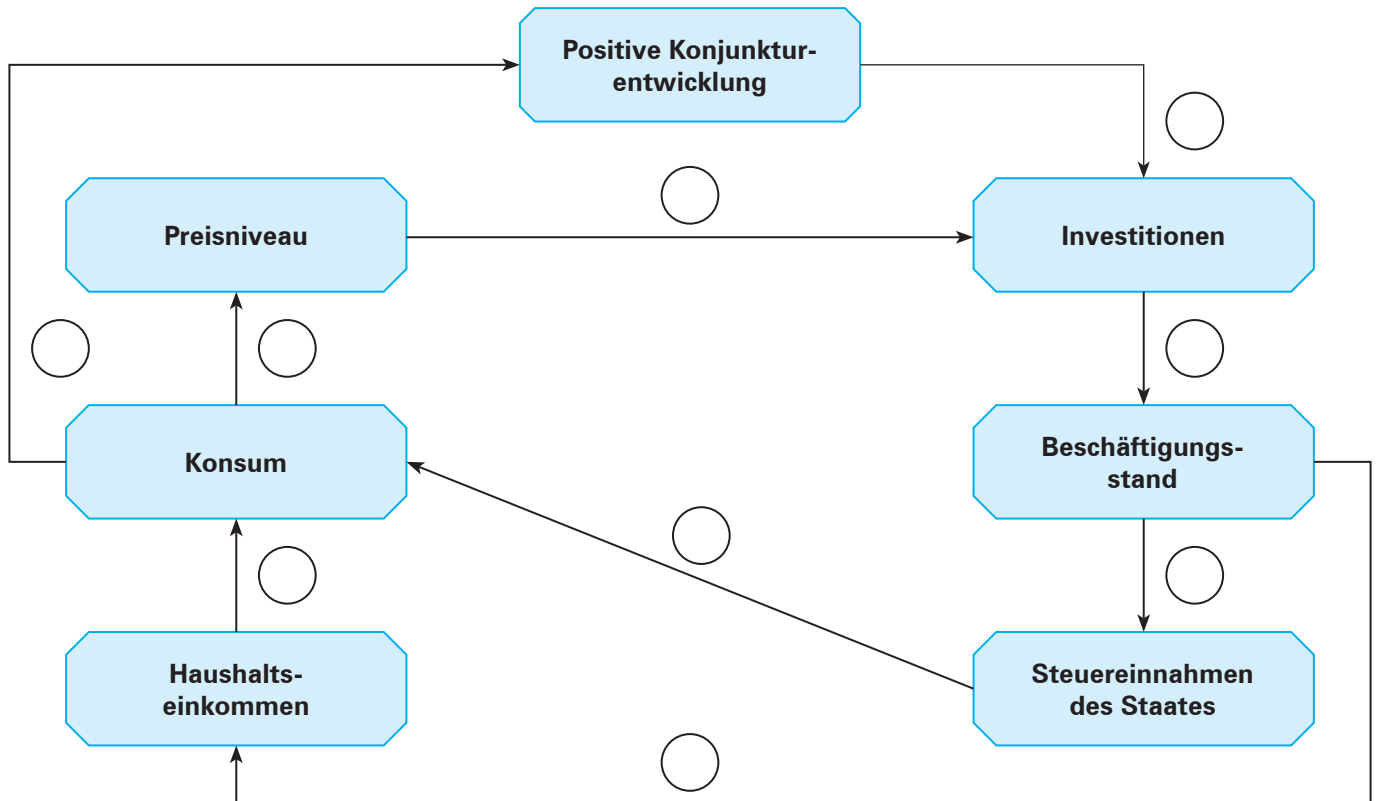 Positive Konjunktur-
entwicklung
Preisniveau
Investitionen
Konsum
Beschäftigungs-
stand
Haushalts-
einkommen
Steuereinnahmen
des Staates